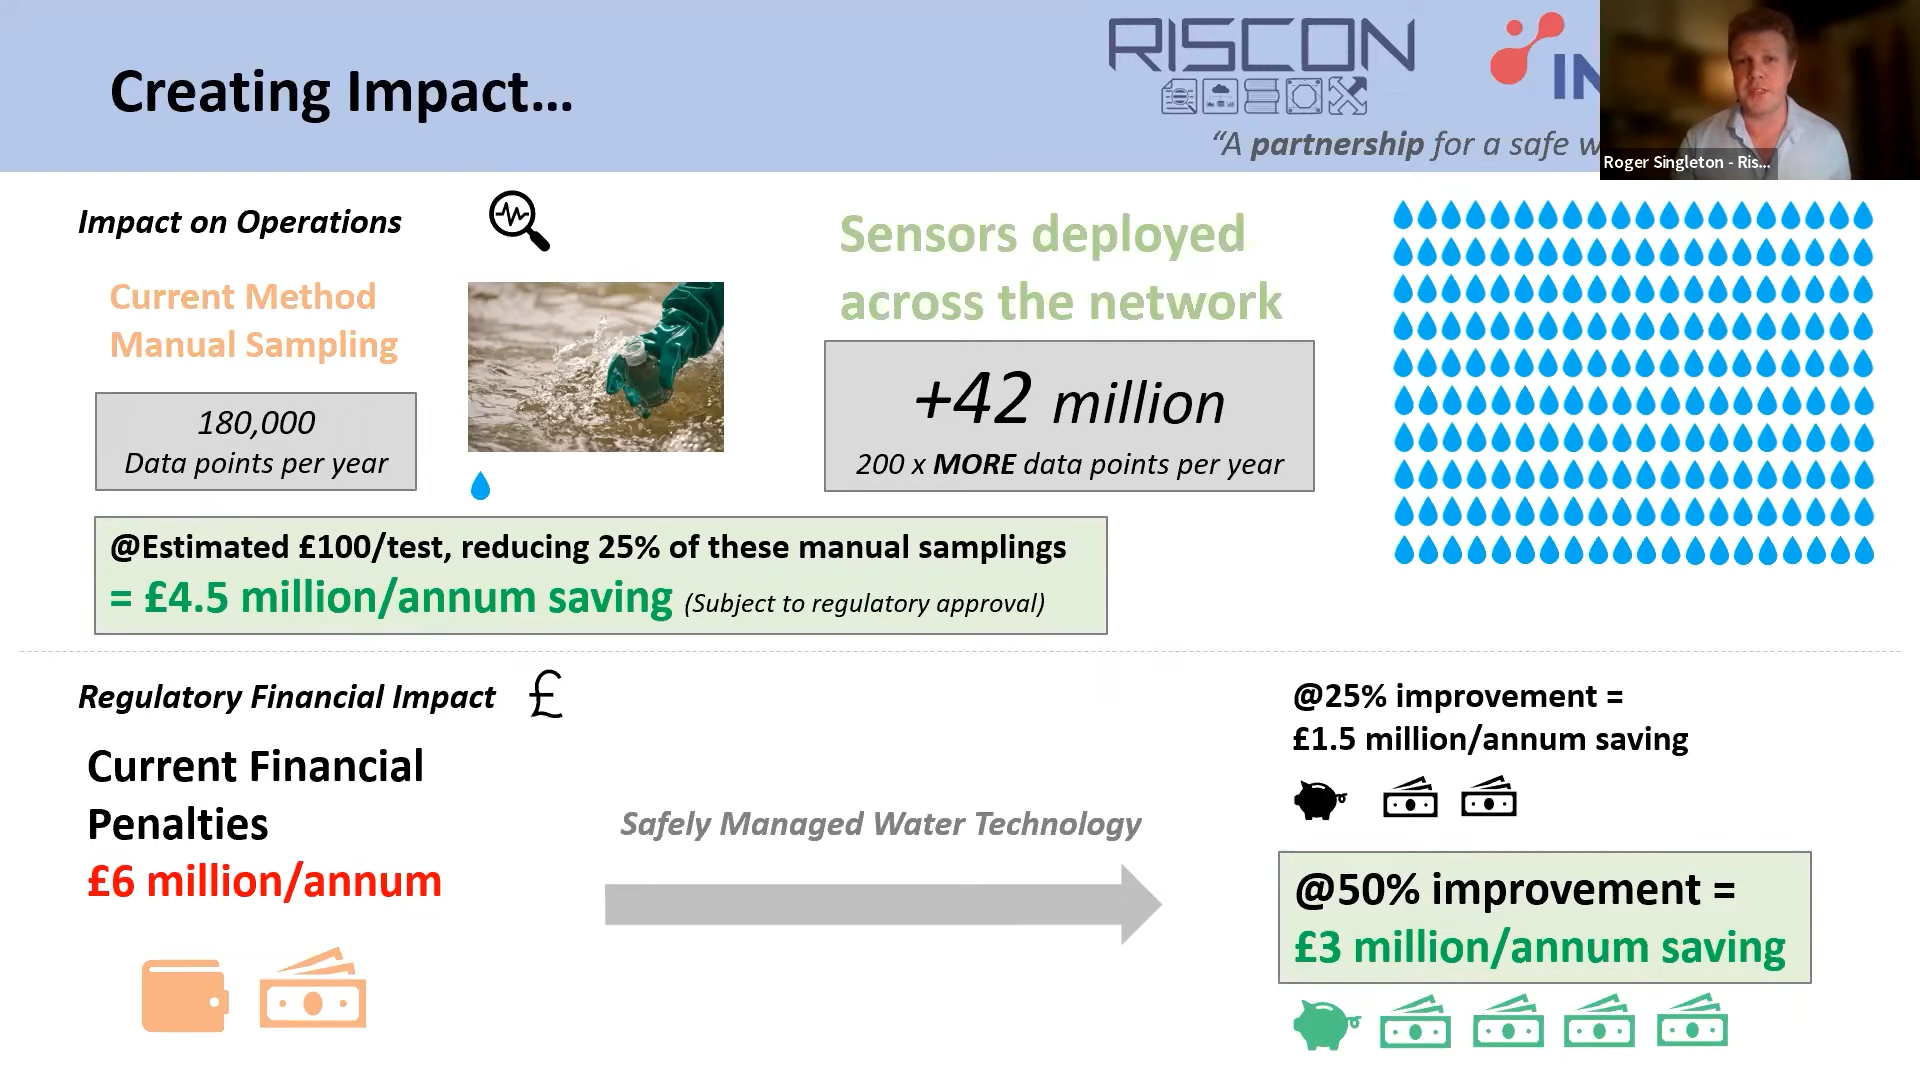 Creating Impact...
RISCON
IN
“A partnership for a safe w
Roger Singleton - Ris...
Impact on Operations
Current Method
Manual Sampling
180,000
Data points per year
Sensors deployed
across the network
+42 million
200 x MORE data points per year
@Estimated £100/test, reducing 25% of these manual samplings
= £4.5 million/annum saving (Subject to regulatory approval)
Regulatory Financial Impact £
Current Financial
Penalties
£6 million/annum
Safely Managed Water Technology
@25% improvement =
£1.5 million/annum saving
@50% improvement =
£3 million/annum saving